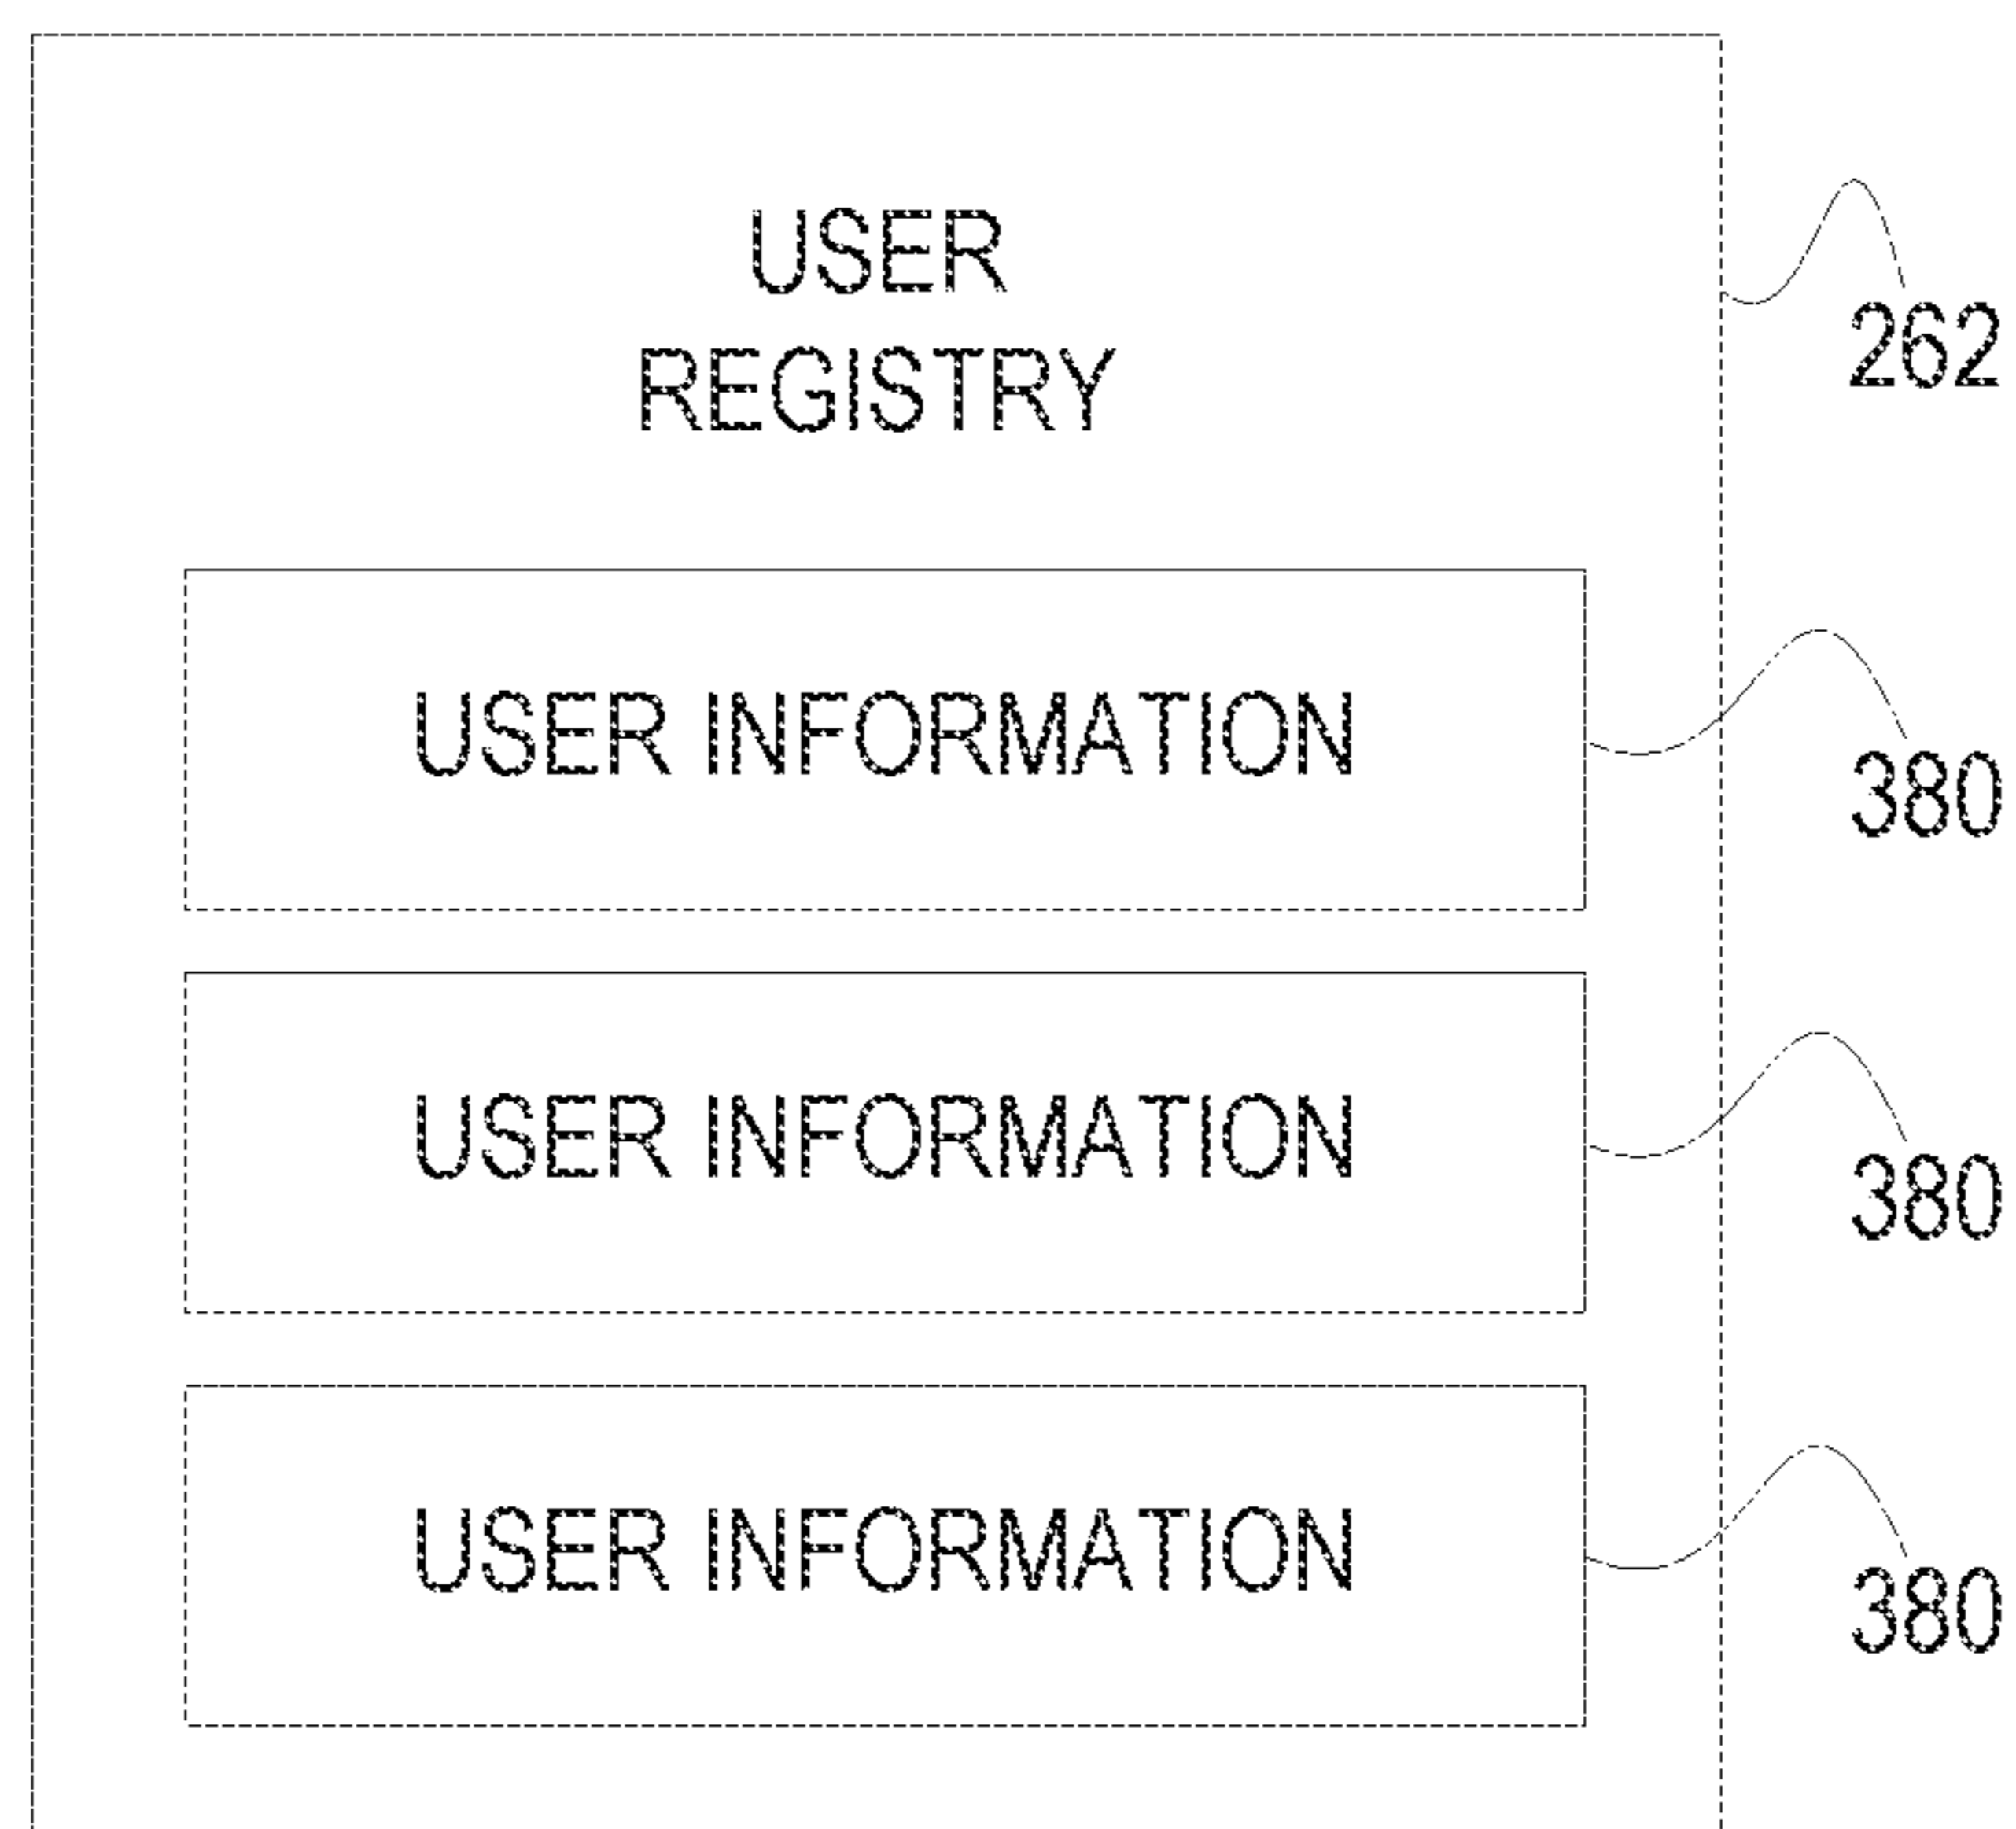 USER
REGISTRY
262
USER INFORMATION
380
USER INFORMATION
380
USER INFORMATION
380